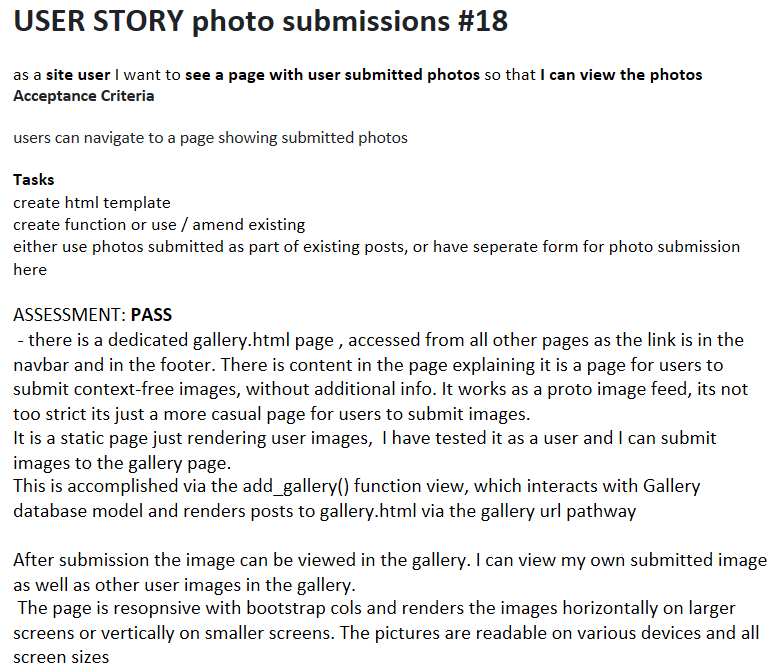 USER STORY photo submissions #18
as a site user I want to see a page with user submitted photos so that I can view the photos
Acceptance Criteria
users can navigate to a page showing submitted photos
Tasks
create html template
create function or use / amend existing
either use photos submitted as part of existing posts, or have seperate form for photo submission
here
ASSESSMENT: PASS
- there is a dedicated gallery.html page , accessed from all other pages as the link is in the
navbar and in the footer. There is content in the page explaining it is a page for users to
submit context-free images, without additional info. It works as a proto image feed, its not
too strict its just a more casual page for users to submit images.
It is a static page just rendering user images,  I have tested it as a user and I can submit
images to the gallery page.
This is accomplished via the add_gallery() function view, which interacts with Gallery
database model and renders posts to gallery.html via the gallery url pathway
After submission the image can be viewed in the gallery. I can view my own submitted image
as well as other user images in the gallery.
The page is resopnsive with bootstrap cols and renders the images horizontally on larger
screens or vertically on smaller screens. The pictures are readable on various devices and all
screen sizes